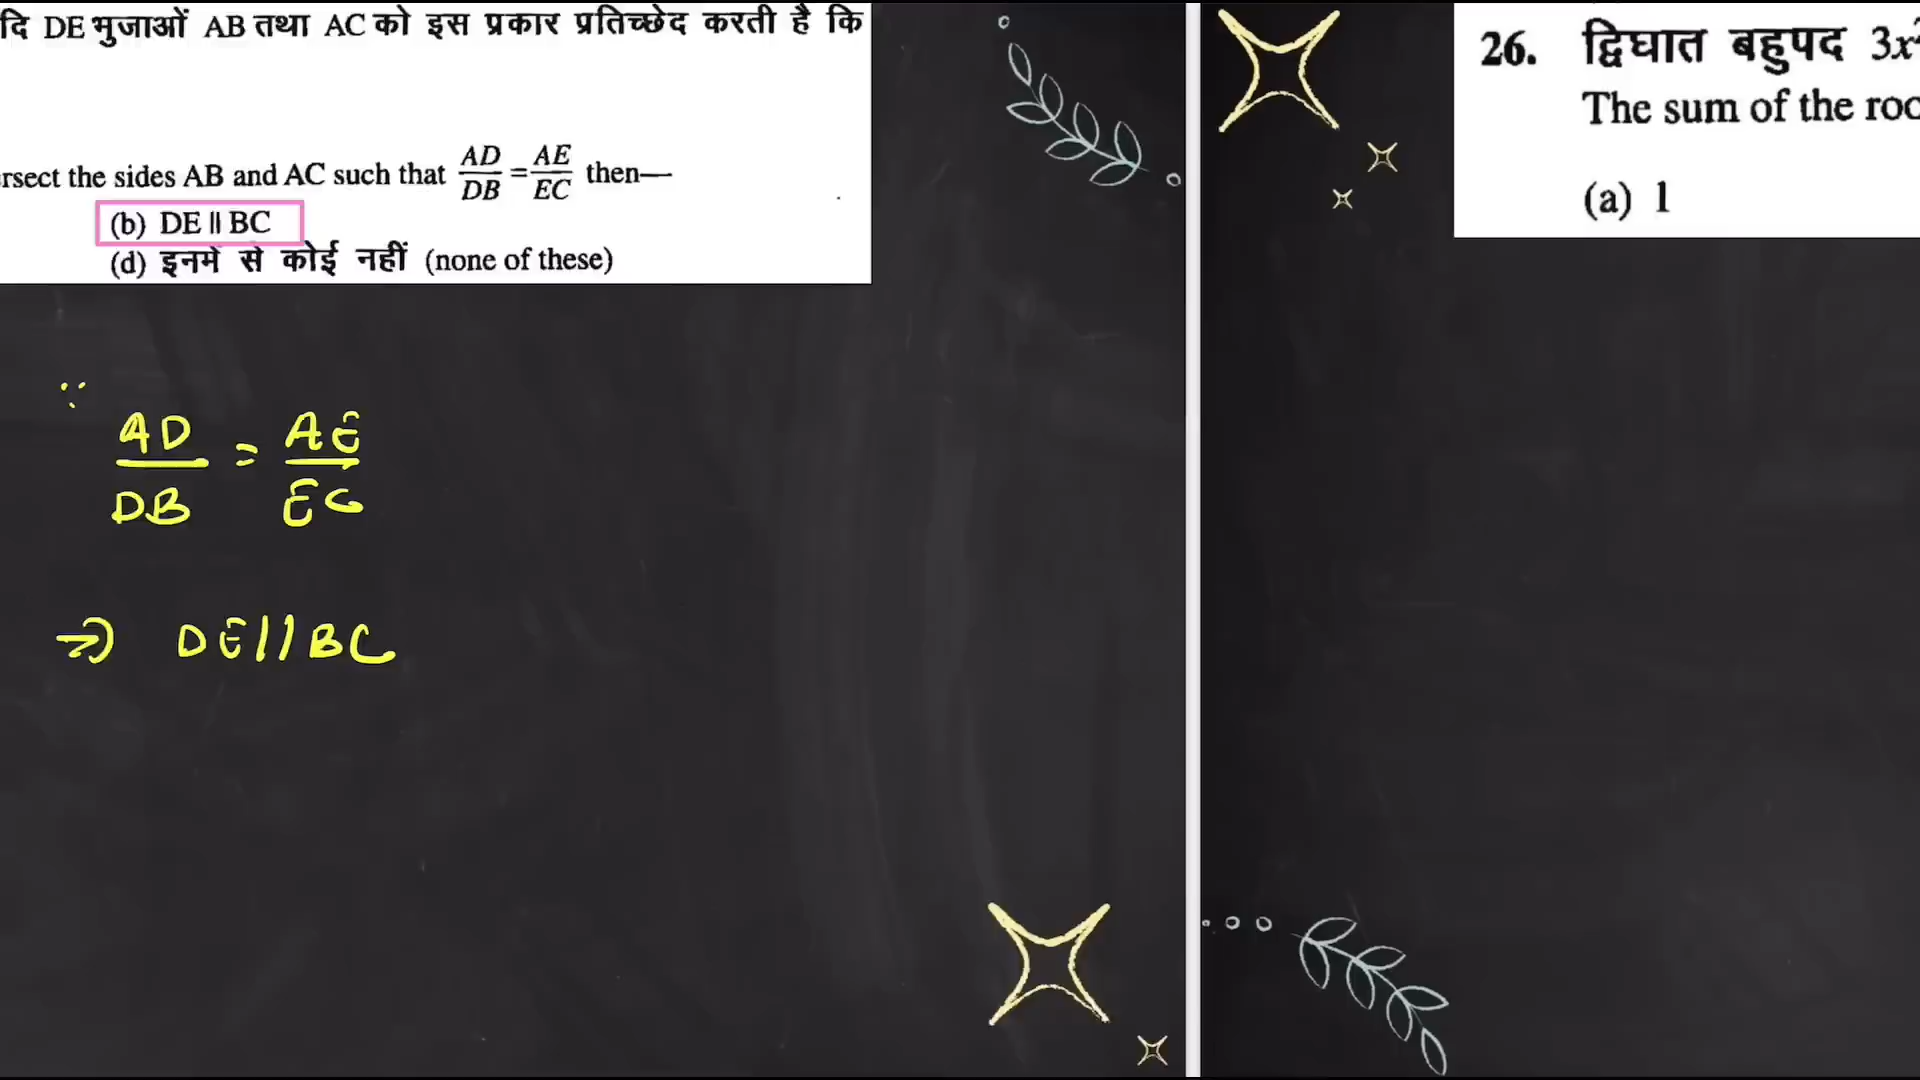 दि DE भुजाओं AB तथा AC को इस प्रकार प्रतिच्छेद करती है कि
rsect the sides AB and AC such that AD/DB = AE/EC then—
(b) DE || BC
(d) इनमें से कोई नहीं (none of these)
∵
AD/DB = AE/EC
⇒ DE || BC
26. द्विघात बहुपद 3x²
The sum of the roo
(a) 1